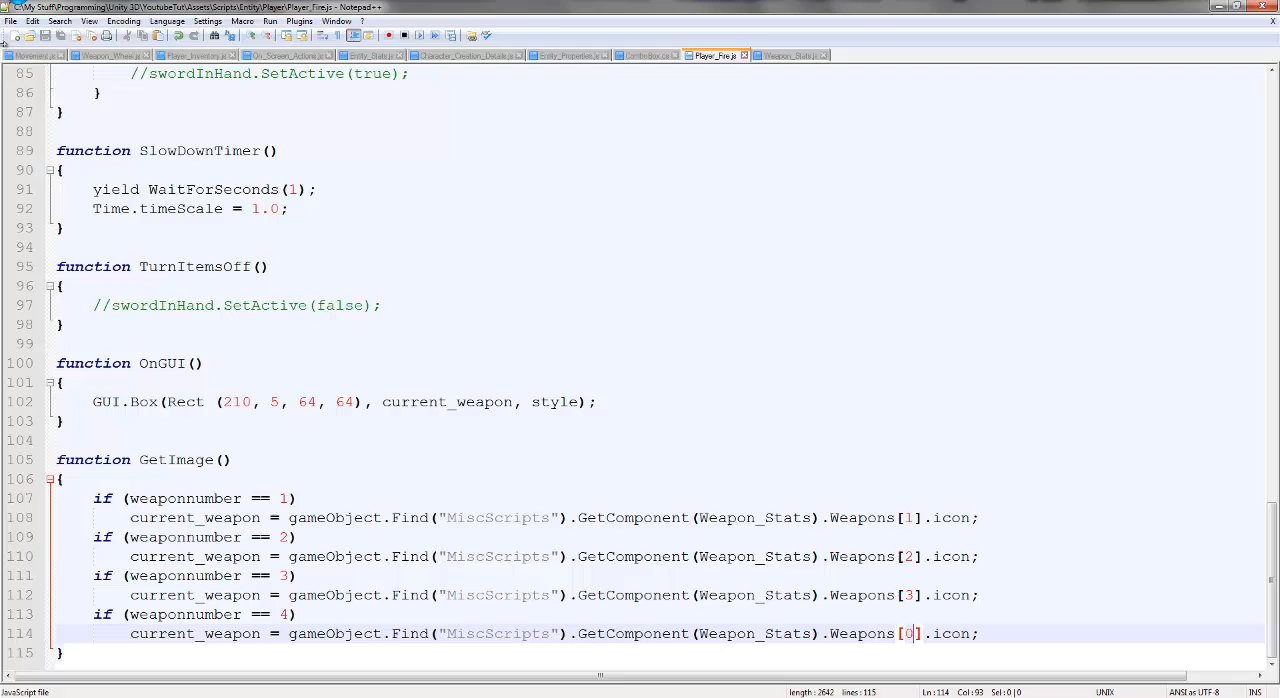 C:\My Stuff\Programming\Unity 3D\YoutubeTut\Assets\Scripts\Entity\Player\Player_Fire.js - Notepad++
File Edit Search View Encoding Language Settings Macro Run Plugins Window ? X
Movement.js Weapon_Wheel.js Player_Inventory.js On_Screen_Actions.js Entity_Stats.js Character_Creation_Details.js Entity_Properties.js ComboBox.cs Player_Fire.js Weapon_Stats.js
85 //swordInHand.SetActive(true);
86 }
87 }
88
89 function SlowDownTimer()
90 {
91 yield WaitForSeconds(1);
92 Time.timeScale = 1.0;
93 }
94
95 function TurnItemsOff()
96 {
97 //swordInHand.SetActive(false);
98 }
99
100 function OnGUI()
101 {
102 GUI.Box(Rect (210, 5, 64, 64), current_weapon, style);
103 }
104
105 function GetImage()
106 {
107 if (weaponnumber == 1)
108 current_weapon = gameObject.Find("MiscScripts").GetComponent(Weapon_Stats).Weapons[1].icon;
109 if (weaponnumber == 2)
110 current_weapon = gameObject.Find("MiscScripts").GetComponent(Weapon_Stats).Weapons[2].icon;
111 if (weaponnumber == 3)
112 current_weapon = gameObject.Find("MiscScripts").GetComponent(Weapon_Stats).Weapons[3].icon;
113 if (weaponnumber == 4)
114 current_weapon = gameObject.Find("MiscScripts").GetComponent(Weapon_Stats).Weapons[0].icon;
115 }
JavaScript file length : 2642 lines : 115 Ln : 114 Col : 93 Sel : 0 | 0 UNIX ANSI as UTF-8 INS